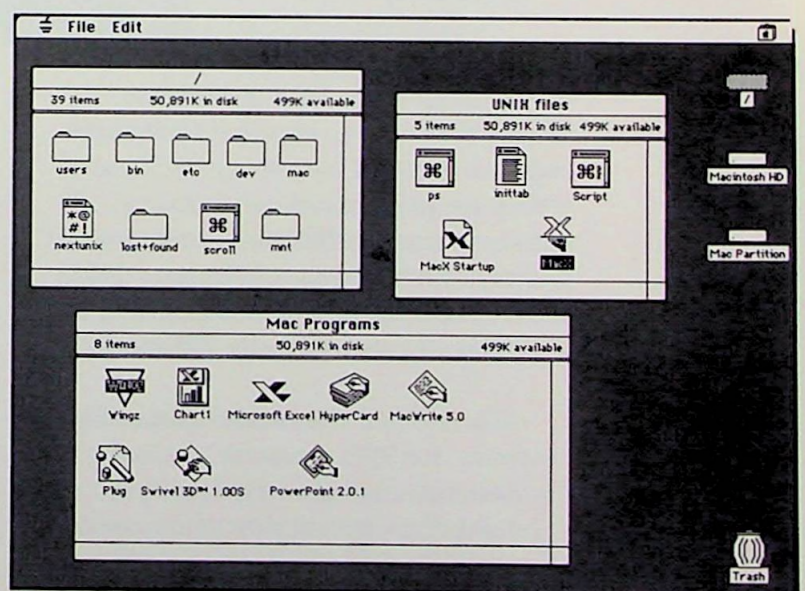 File Edit
/
39 items 50,891K in disk 499K available
users bin etc dev mac
*@
#!
nextunix lost+found scroll mnt
UNIX files
5 items 50,891K in disk 499K available
ps inittab Script
MacX Startup MacX
/
Macintosh HD
Mac Partition
Mac Programs
8 items 50,891K in disk 499K available
WINGZ
Wingz Chart1 Microsoft Excel HyperCard MacWrite 5.0
Plug Swivel 3D™ 1.00S PowerPoint 2.0.1
Trash